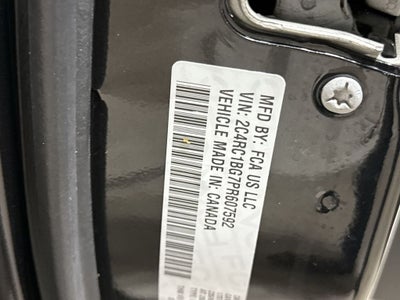 MFD BY: FCA US LLC
VIN: 2C4RC1BG7PR607592
VEHICLE MADE IN: CANADA